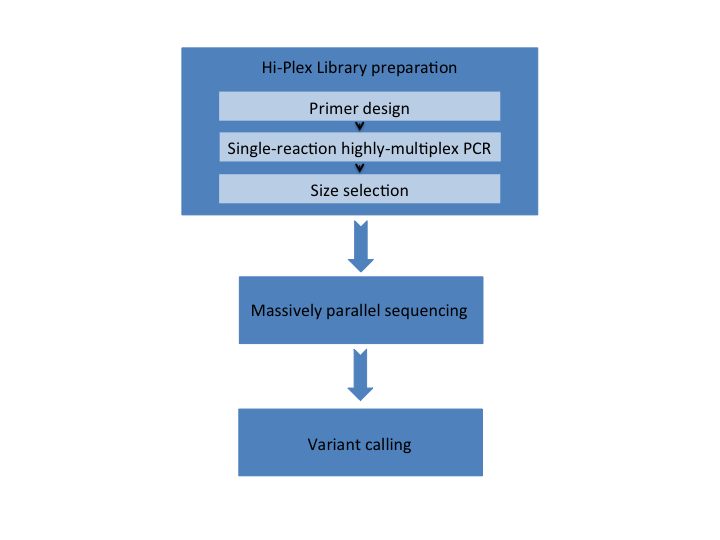 Hi-Plex Library preparation
Primer design
Single-reaction highly-multiplex PCR
Size selection
Massively parallel sequencing
Variant calling